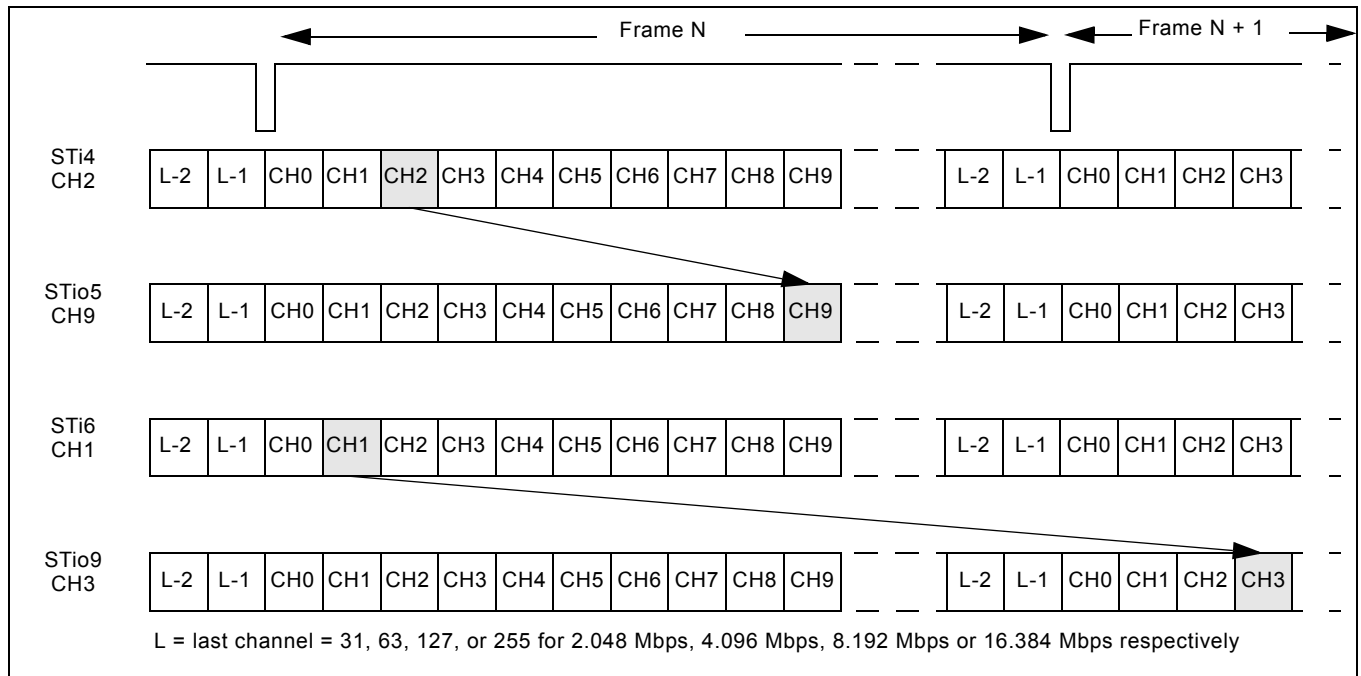 Frame N Frame N + 1
STi4
CH2
L-2 L-1 CH0 CH1 CH2 CH3 CH4 CH5 CH6 CH7 CH8 CH9 L-2 L-1 CH0 CH1 CH2 CH3
STio5
CH9
L-2 L-1 CH0 CH1 CH2 CH3 CH4 CH5 CH6 CH7 CH8 CH9 L-2 L-1 CH0 CH1 CH2 CH3
STi6
CH1
L-2 L-1 CH0 CH1 CH2 CH3 CH4 CH5 CH6 CH7 CH8 CH9 L-2 L-1 CH0 CH1 CH2 CH3
STio9
CH3
L-2 L-1 CH0 CH1 CH2 CH3 CH4 CH5 CH6 CH7 CH8 CH9 L-2 L-1 CH0 CH1 CH2 CH3
L = last channel = 31, 63, 127, or 255 for 2.048 Mbps, 4.096 Mbps, 8.192 Mbps or 16.384 Mbps respectively